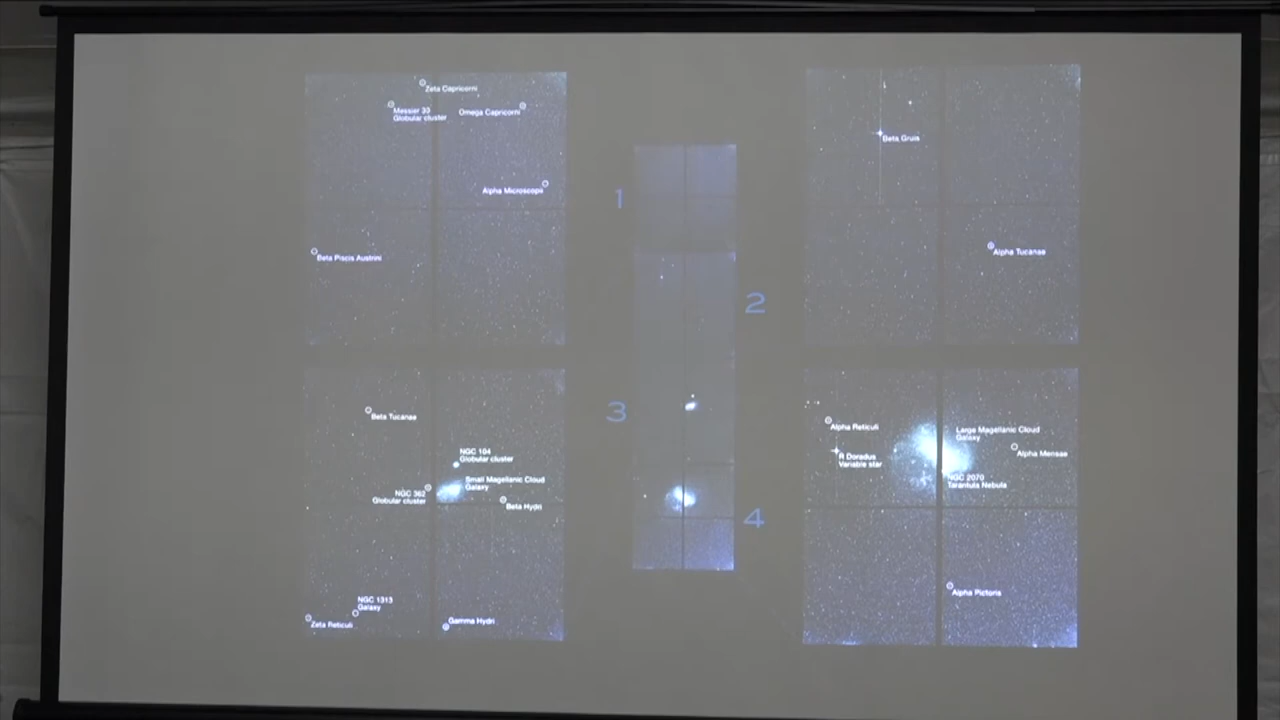 Zeta Capricorni
Messier 30
Globular cluster
Omega Capricorni
Alpha Microscopii
Beta Piscis Austrini
1
2
3
4
Beta Gruis
Alpha Tucanae
Beta Tucanae
NGC 104
Globular cluster
Small Magellanic Cloud
Galaxy
NGC 362
Globular cluster
Beta Hydri
NGC 1313
Galaxy
Zeta Reticuli
Gamma Hydri
Alpha Reticuli
R Doradus
Variable star
Large Magellanic Cloud
Galaxy
Alpha Mensae
NGC 2070
Tarantula Nebula
Alpha Pictoris